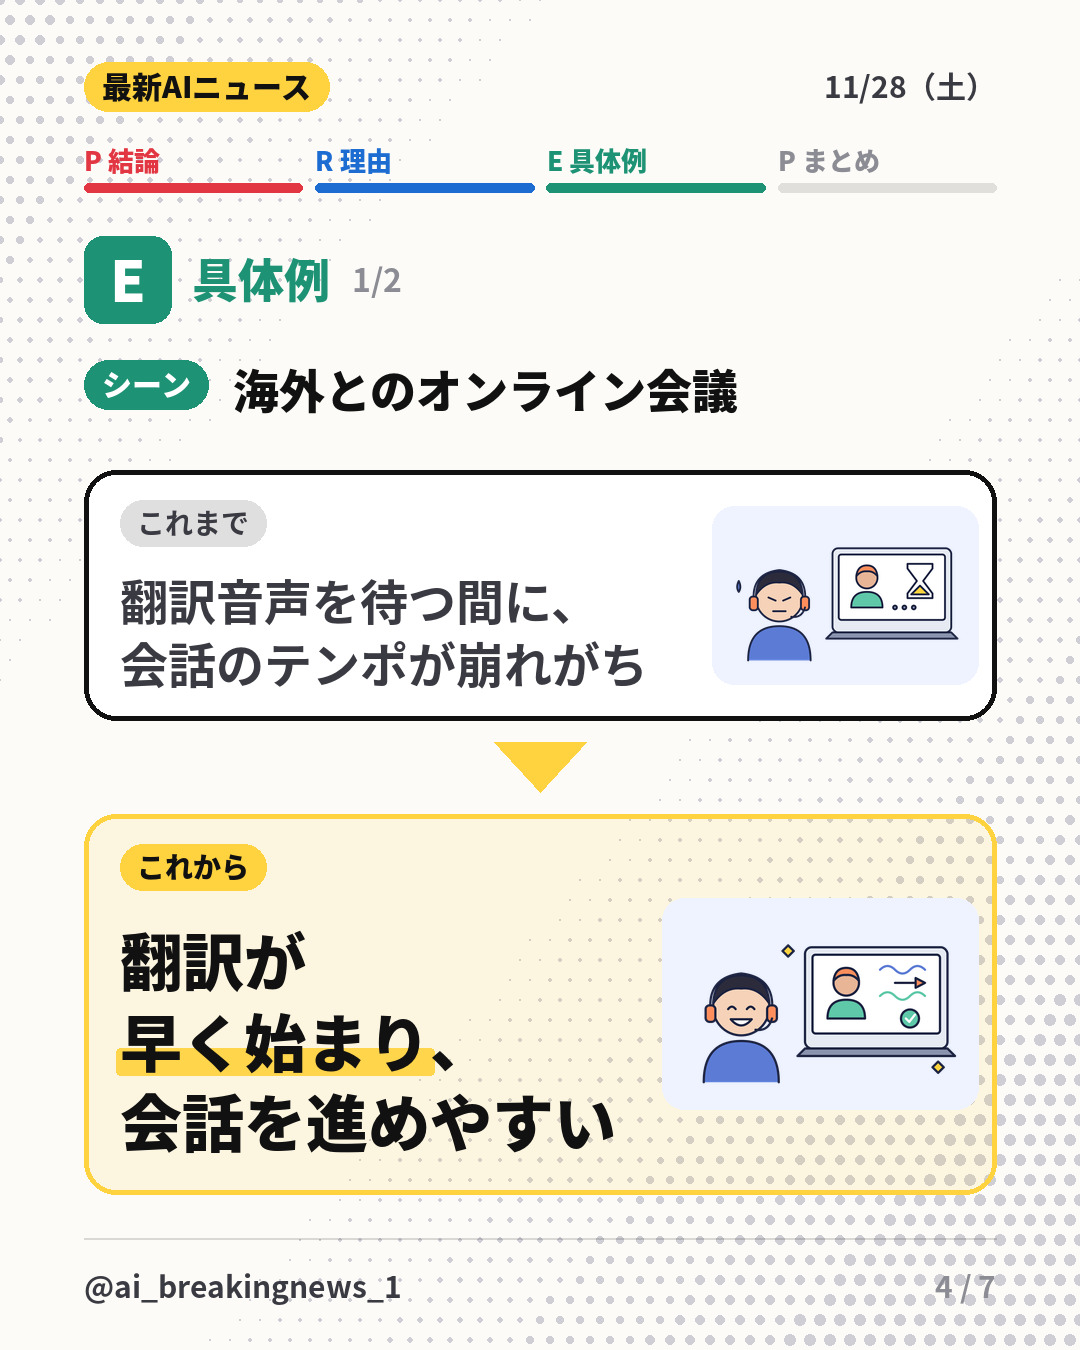 最新AIニュース
11/28（土）
P 結論
R 理由
E 具体例
P まとめ
E 具体例 1/2
シーン 海外とのオンライン会議
これまで
翻訳音声を待つ間に、
会話のテンポが崩れがち
これから
翻訳が
早く始まり、
会話を進めやすい
@ai_breakingnews_1
4 / 7